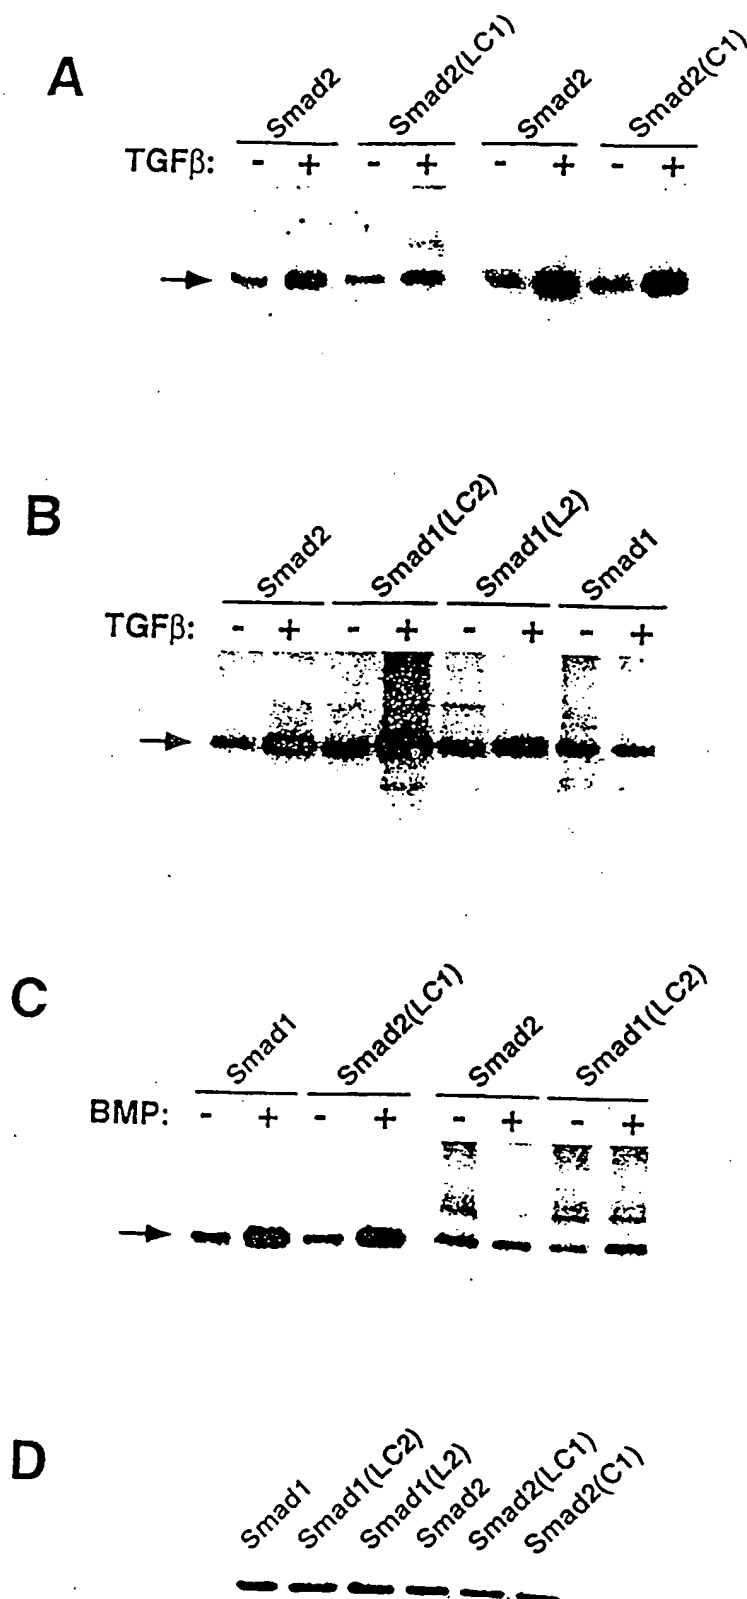 A
Smad2 Smad2(LC1) Smad2 Smad2(C1)
TGFβ: - + - + - + - +
B
Smad2 Smad1(LC2) Smad1(L2) Smad1
TGFβ: - + - + - + - +
C
Smad1 Smad2(LC1) Smad2 Smad1(LC2)
BMP: - + - + - + - +
D
Smad1 Smad1(LC2) Smad1(L2) Smad2 Smad2(LC1) Smad2(C1)